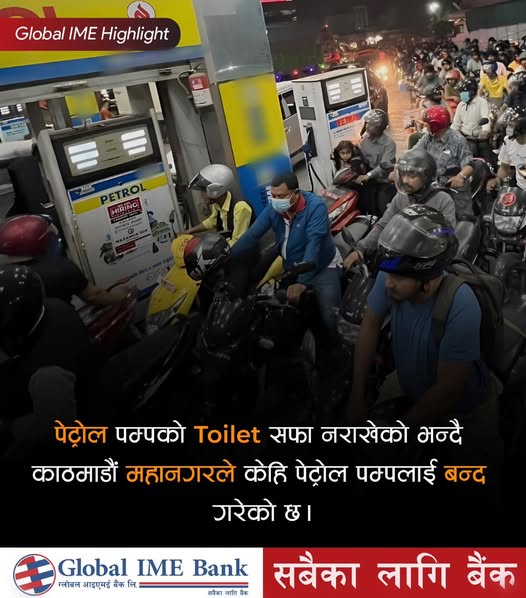 Global IME Highlight
PETROL
HIRING
पेट्रोल पम्पको Toilet सफा नराखेको भन्दै
काठमाडौं महानगरले केहि पेट्रोल पम्पलाई बन्द
गरेको छ।
Global IME Bank
ग्लोबल आइएमई बैंक लि.
सबैका लागि बैंक
सबैका लागि बैंक